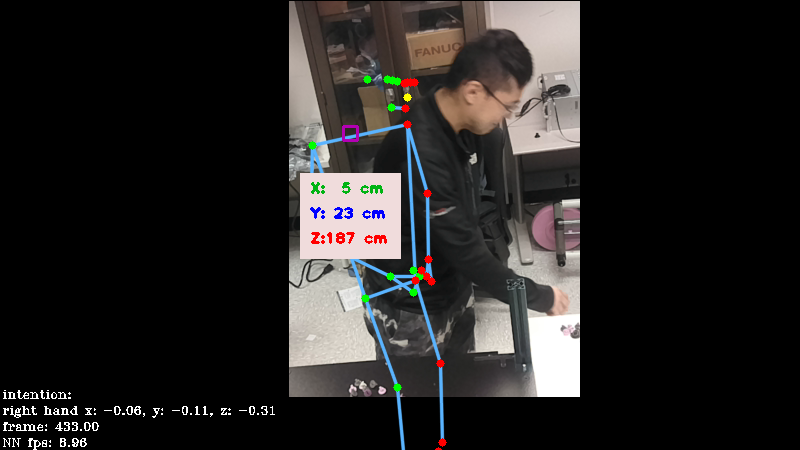 FANUC
X: 5 cm
Y: 23 cm
Z:187 cm
intention:
right hand x: −0.06, y: −0.11, z: −0.31
frame: 433.00
NN fps: 8.96